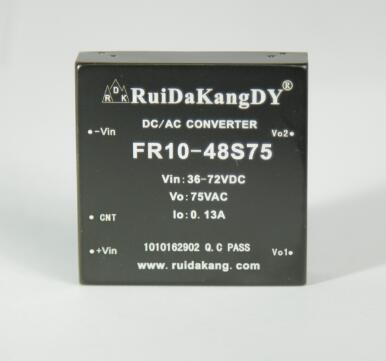 RDK RuiDaKangDY®
DC/AC CONVERTER
-Vin Vo2
FR10-48S75
Vin: 36-72VDC
Vo: 75VAC
CNT Io: 0.13A
+Vin 1010162902 Q.C PASS Vo1
www.ruidakang.com